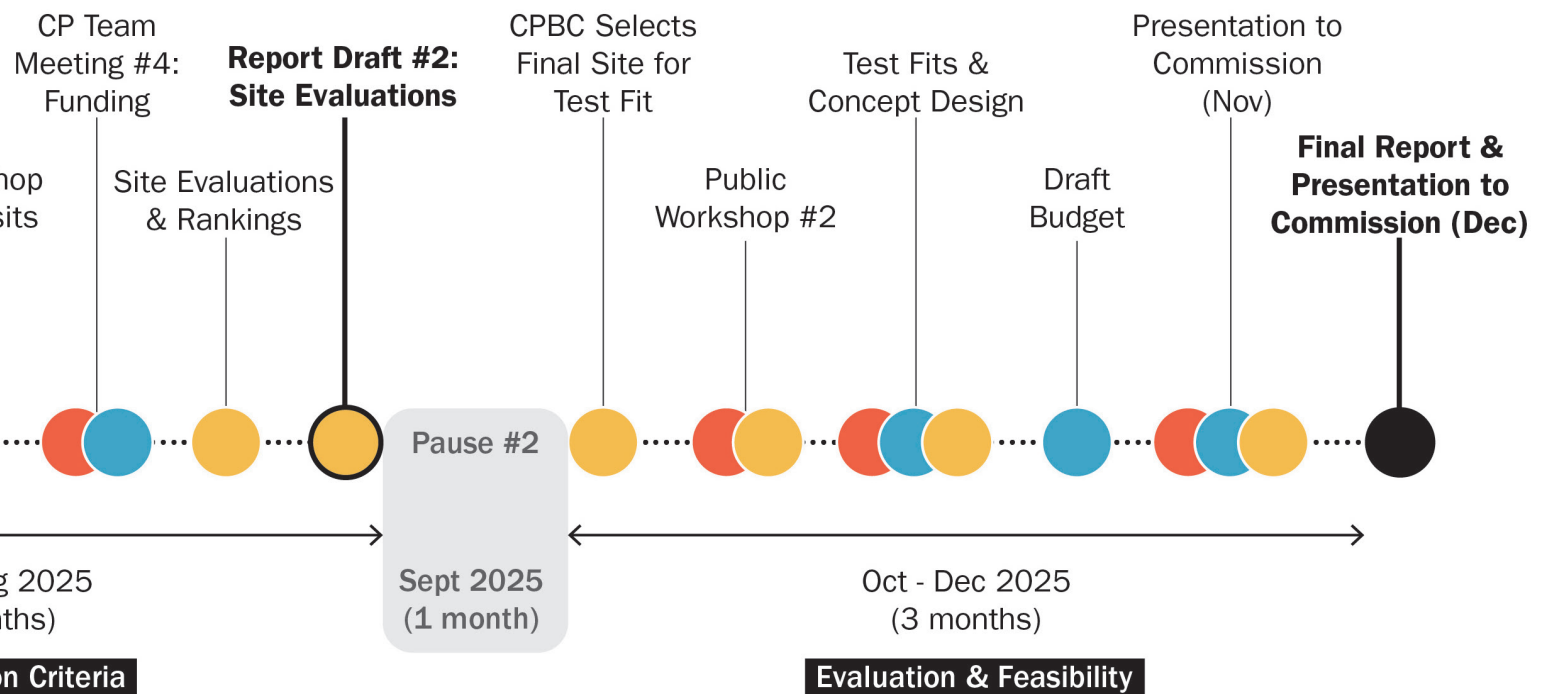 CP Team
Meeting #4:
Funding
Report Draft #2:
Site Evaluations
CPBC Selects
Final Site for
Test Fit
Test Fits &
Concept Design
Presentation to
Commission
(Nov)
Site Evaluations
& Rankings
Public
Workshop #2
Draft
Budget
Final Report &
Presentation to
Commission (Dec)
Pause #2
2025
Sept 2025
(1 month)
Oct - Dec 2025
(3 months)
Criteria
Evaluation & Feasibility